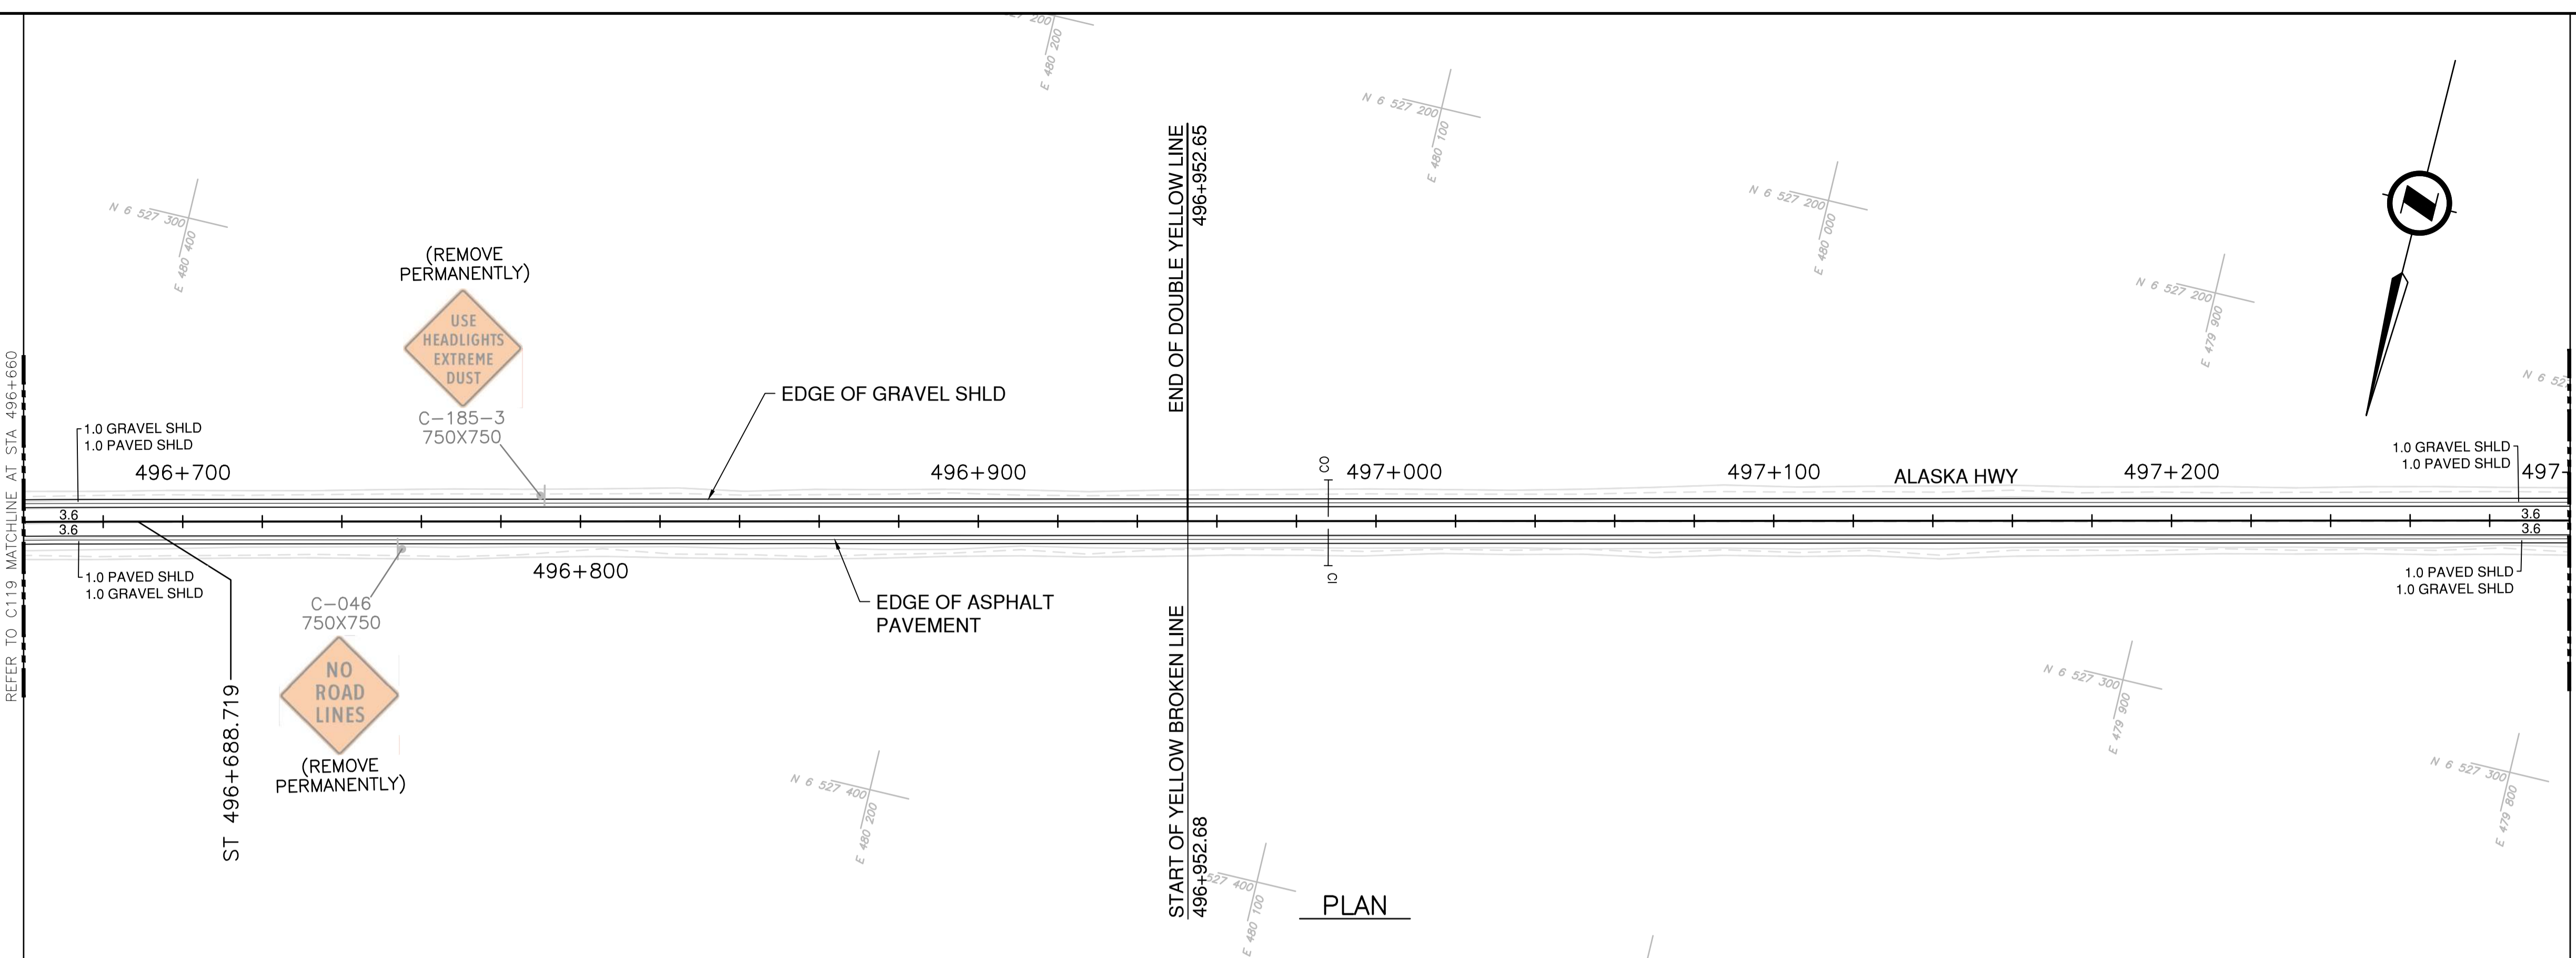 527 200
E 480 200
N 6 527 200
E 480 100
N 6 527 200
E 480 000
N 6 527 300
E 480 400
N 6 527 200
E 479 900
N 6 52
END OF DOUBLE YELLOW LINE
496+952.65
(REMOVE
PERMANENTLY)
USE
HEADLIGHTS
EXTREME
DUST
C-185-3
750X750
EDGE OF GRAVEL SHLD
REFER TO C119 MATCHLINE AT STA 496+660
1.0 GRAVEL SHLD
1.0 PAVED SHLD
496+700
496+900
CO
497+000
497+100
ALASKA HWY
497+200
1.0 GRAVEL SHLD
1.0 PAVED SHLD
497+
3.6
3.6
3.6
3.6
1.0 PAVED SHLD
1.0 GRAVEL SHLD
496+800
CI
1.0 PAVED SHLD
1.0 GRAVEL SHLD
C-046
750X750
NO
ROAD
LINES
(REMOVE
PERMANENTLY)
ST 496+688.719
EDGE OF ASPHALT
PAVEMENT
START OF YELLOW BROKEN LINE
496+952.68
N 6 527 300
E 479 900
N 6 527 400
E 480 200
N 6 527 300
E 479 800
527 400
E 480 100
PLAN